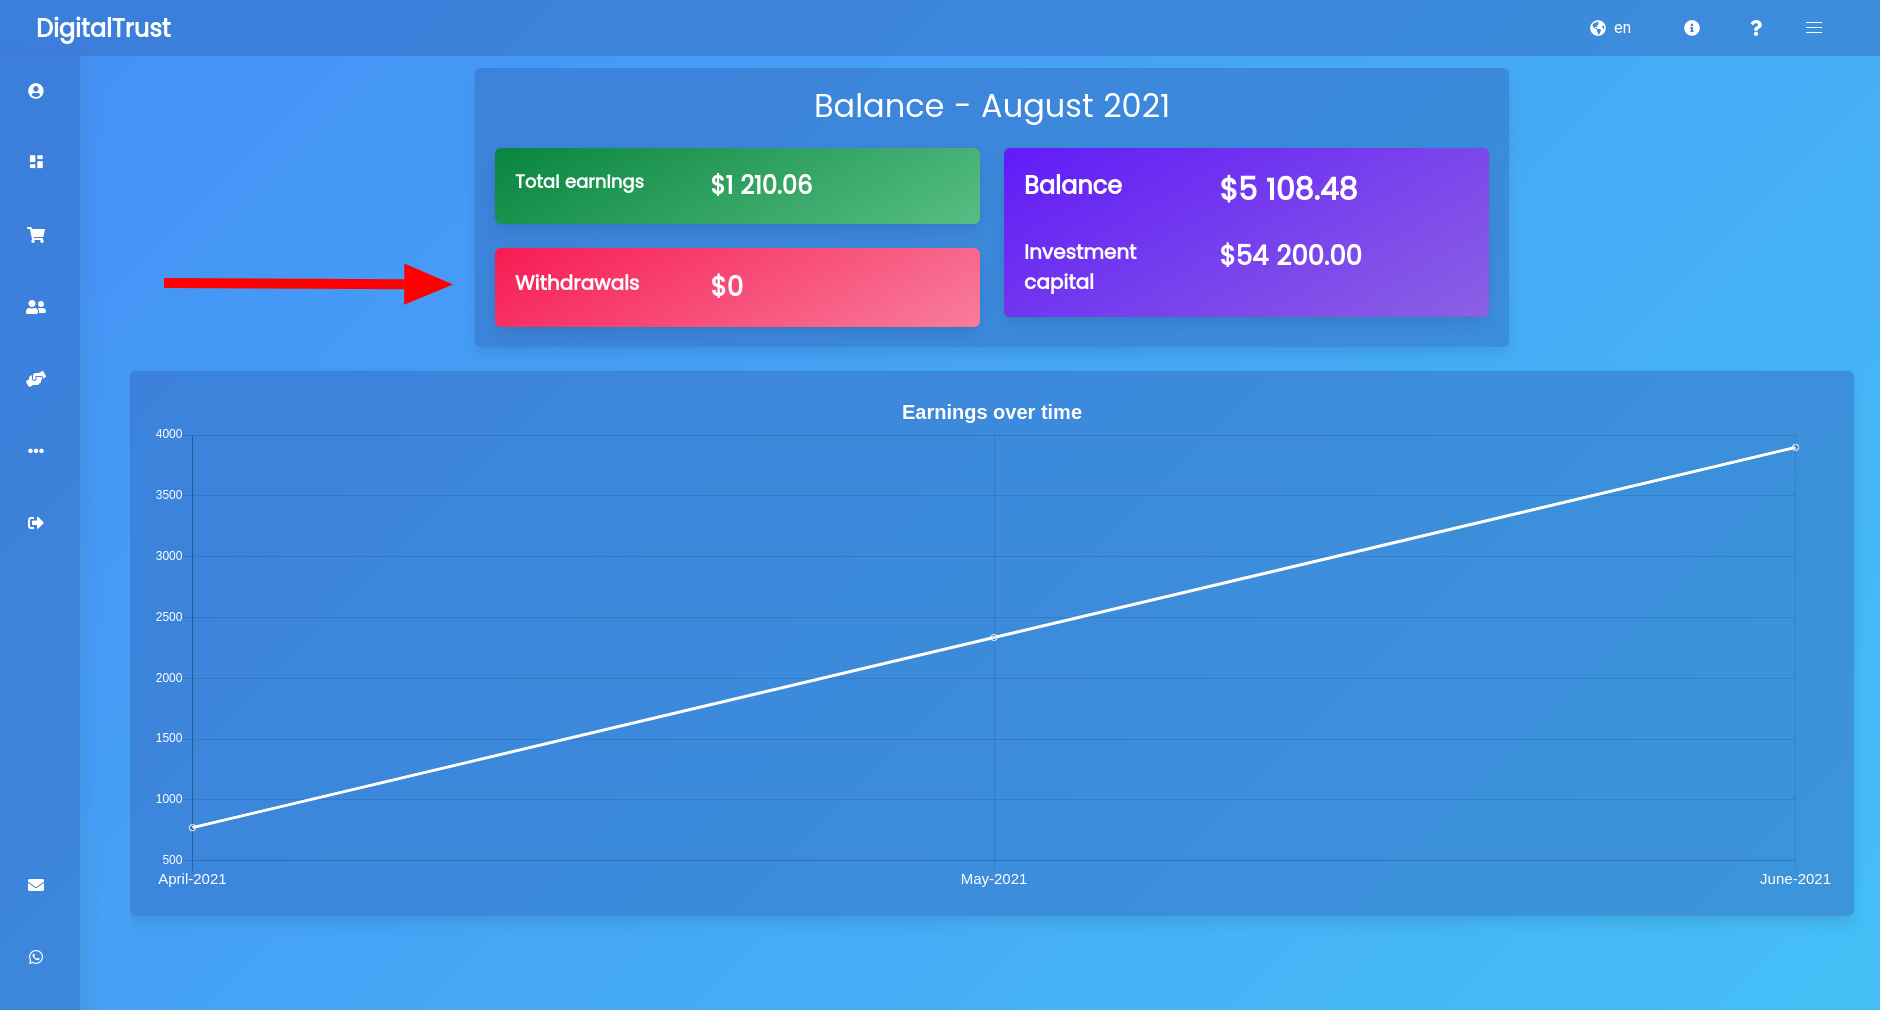 DigitalTrust
en
Balance - August 2021
Total earnings $1 210.06
Withdrawals $0
Balance $5 108.48
Investment capital $54 200.00
Earnings over time
4000
3500
3000
2500
2000
1500
1000
500
April-2021 May-2021 June-2021